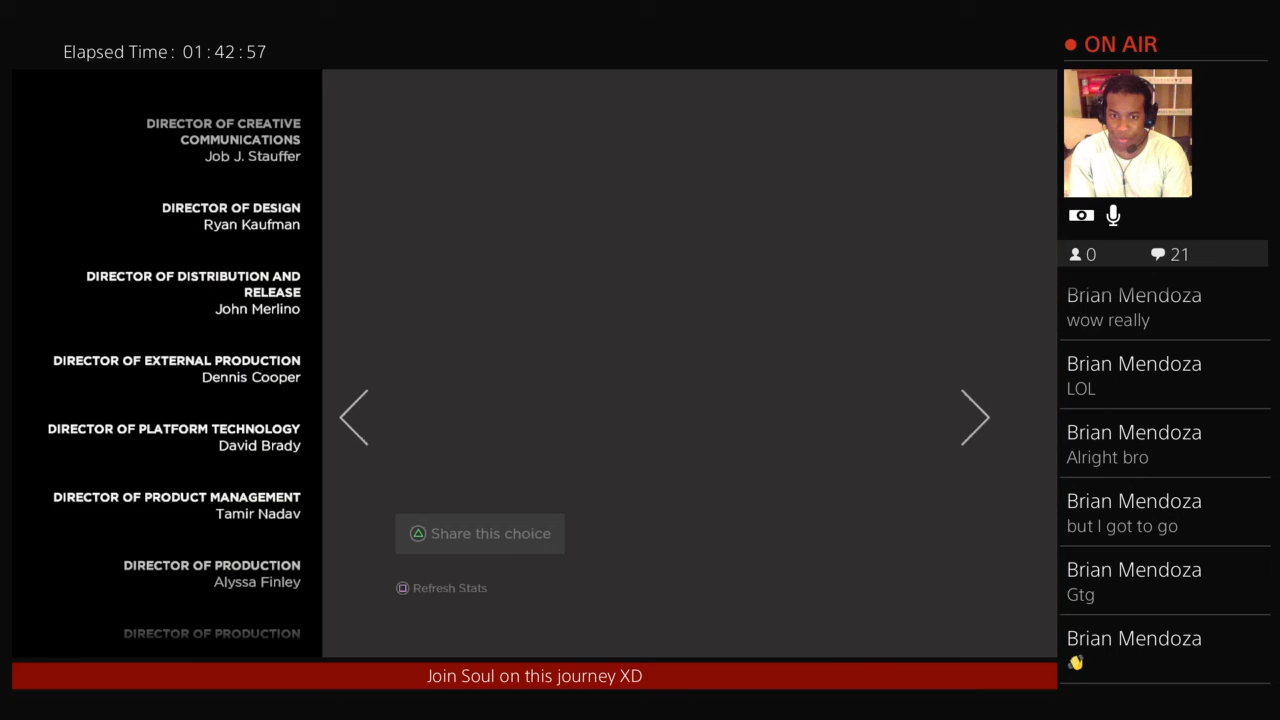 Elapsed Time: 01:42:57
DIRECTOR OF CREATIVE
COMMUNICATIONS
Job J. Stauffer
DIRECTOR OF DESIGN
Ryan Kaufman
DIRECTOR OF DISTRIBUTION AND
RELEASE
John Merlino
DIRECTOR OF EXTERNAL PRODUCTION
Dennis Cooper
DIRECTOR OF PLATFORM TECHNOLOGY
David Brady
DIRECTOR OF PRODUCT MANAGEMENT
Tamir Nadav
DIRECTOR OF PRODUCTION
Alyssa Finley
DIRECTOR OF PRODUCTION
Share this choice
Refresh Stats
Join Soul on this journey XD
ON AIR
0 21
Brian Mendoza
wow really
Brian Mendoza
LOL
Brian Mendoza
Alright bro
Brian Mendoza
but I got to go
Brian Mendoza
Gtg
Brian Mendoza
👋